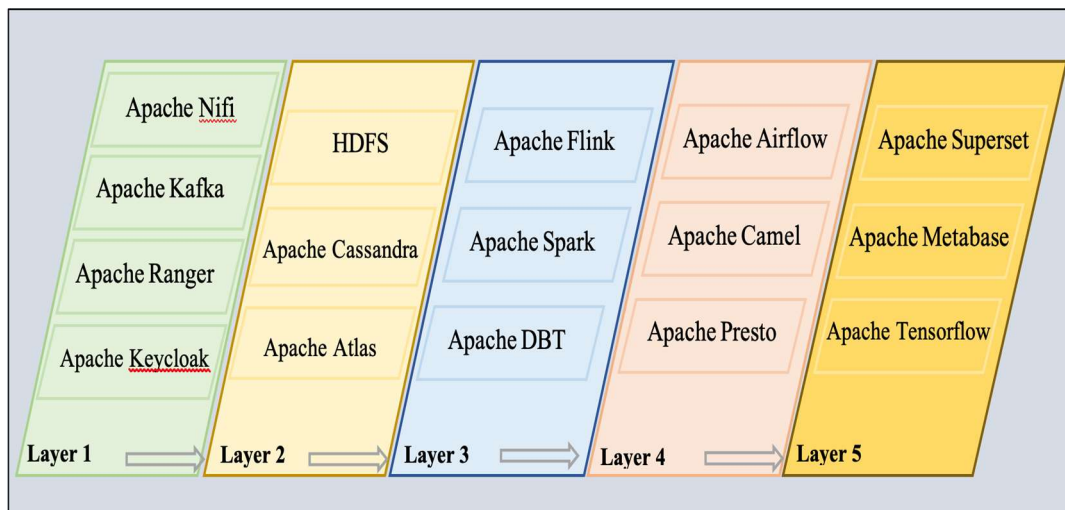 Apache Nifi
Apache Kafka
Apache Ranger
Apache Keycloak
Layer 1
HDFS
Apache Cassandra
Apache Atlas
Layer 2
Apache Flink
Apache Spark
Apache DBT
Layer 3
Apache Airflow
Apache Camel
Apache Presto
Layer 4
Apache Superset
Apache Metabase
Apache Tensorflow
Layer 5